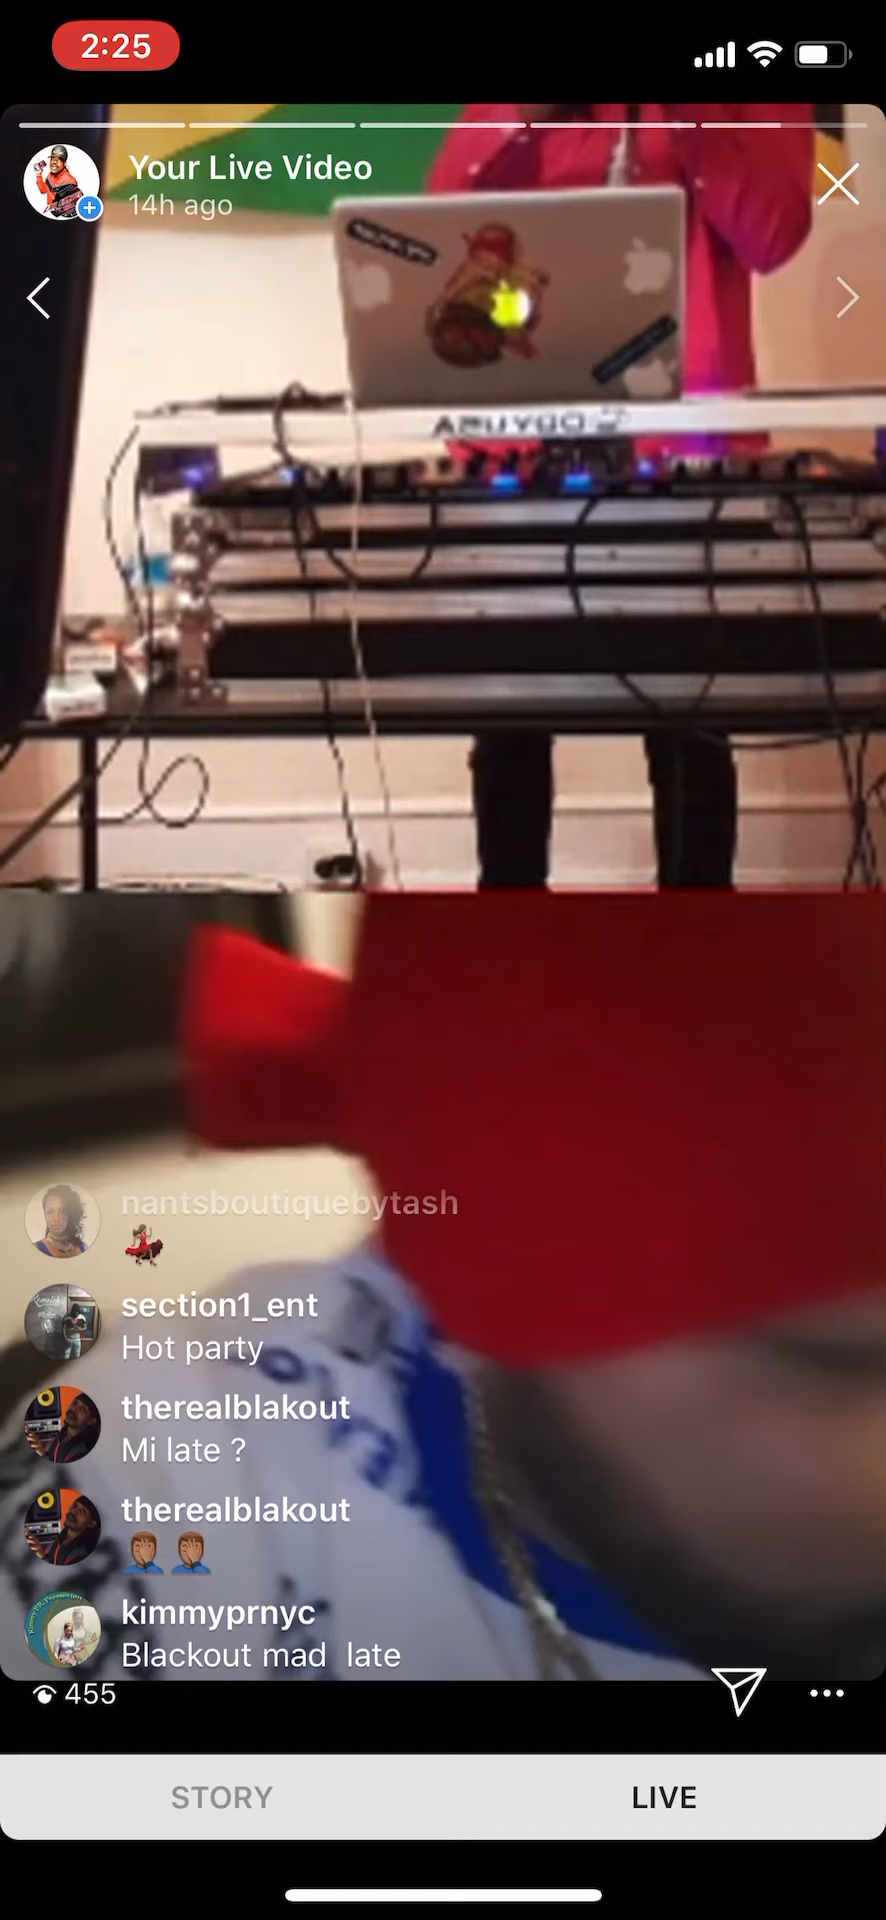 2:25
Your Live Video
14h ago
nantsboutiquebytash
💃🏾
section1_ent
Hot party
therealblakout
Mi late ?
therealblakout
🤦🏾‍♂️🤦🏾‍♂️
kimmyprnyc
Blackout mad late
455
STORY
LIVE